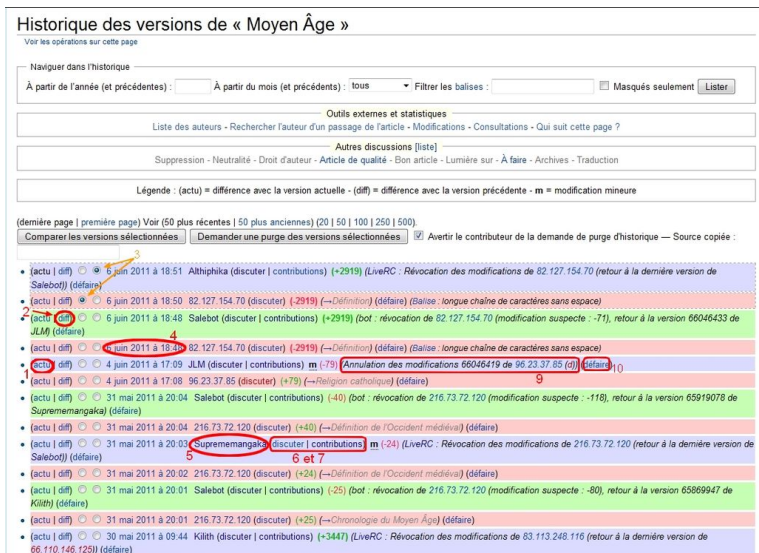 Historique des versions de « Moyen Âge »
Voir les opérations sur cette page
Naviguer dans l'historique
À partir de l'année (et précédentes) : À partir du mois (et précédents) : tous Filtrer les balises : Masqués seulement Lister
Outils externes et statistiques
Liste des auteurs - Rechercher l'auteur d'un passage de l'article - Modifications - Consultations - Qui suit cette page ?
Autres discussions [liste]
Suppression - Neutralité - Droit d'auteur - Article de qualité - Bon article - Lumière sur - À faire - Archives - Traduction
Légende : (actu) = différence avec la version actuelle - (diff) = différence avec la version précédente - m = modification mineure
(dernière page | première page) Voir (50 plus récentes | 50 plus anciennes) (20 | 50 | 100 | 250 | 500).
Comparer les versions sélectionnées Demander une purge des versions sélectionnées Avertir le contributeur de la demande de purge d'historique — Source copiée :
3
(actu | diff) 6 juin 2011 à 18:51 Althiphika (discuter | contributions) (+2919) (LiveRC : Révocation des modifications de 82.127.154.70 (retour à la dernière version de
Salebot)) (défaire)
(actu | diff) 6 juin 2011 à 18:50 82.127.154.70 (discuter) (-2919) (→Définition) (défaire) (Balise : longue chaîne de caractères sans espace)
2
(actu | diff) 6 juin 2011 à 18:48 Salebot (discuter | contributions) (+2919) (bot : révocation de 82.127.154.70 (modification suspecte : -71), retour à la version 66046433 de
JLM) (défaire)
4
(actu | diff) 6 juin 2011 à 18:48 82.127.154.70 (discuter) (-2919) (→Définition) (défaire) (Balise : longue chaîne de caractères sans espace)
(actu | diff) 4 juin 2011 à 17:09 JLM (discuter | contributions) m (-79) (Annulation des modifications 66046419 de 96.23.37.85 (d)) (défaire) 10
1 9
(actu | diff) 4 juin 2011 à 17:08 96.23.37.85 (discuter) (+79) (→Religion catholique) (défaire)
(actu | diff) 31 mai 2011 à 20:04 Salebot (discuter | contributions) (-40) (bot : révocation de 216.73.72.120 (modification suspecte : -118), retour à la version 65919078 de
Suprememangaka) (défaire)
(actu | diff) 31 mai 2011 à 20:04 216.73.72.120 (discuter) (+40) (→Définition de l'Occident médiéval) (défaire)
(actu | diff) 31 mai 2011 à 20:03 Suprememangaka (discuter | contributions) m (-24) (LiveRC : Révocation des modifications de 216.73.72.120 (retour à la dernière version de
Salebot)) (défaire)
5 6 et 7
(actu | diff) 31 mai 2011 à 20:02 216.73.72.120 (discuter) (+24) (→Définition de l'Occident médiéval) (défaire)
(actu | diff) 31 mai 2011 à 20:01 Salebot (discuter | contributions) (-25) (bot : révocation de 216.73.72.120 (modification suspecte : -80), retour à la version 65869947 de
Kilith) (défaire)
(actu | diff) 31 mai 2011 à 20:01 216.73.72.120 (discuter) (+25) (→Chronologie du Moyen Âge) (défaire)
(actu | diff) 30 mai 2011 à 09:44 Kilith (discuter | contributions) (+3447) (LiveRC : Révocation des modifications de 83.113.248.116 (retour à la dernière version de
66.110.146.125)) (défaire)